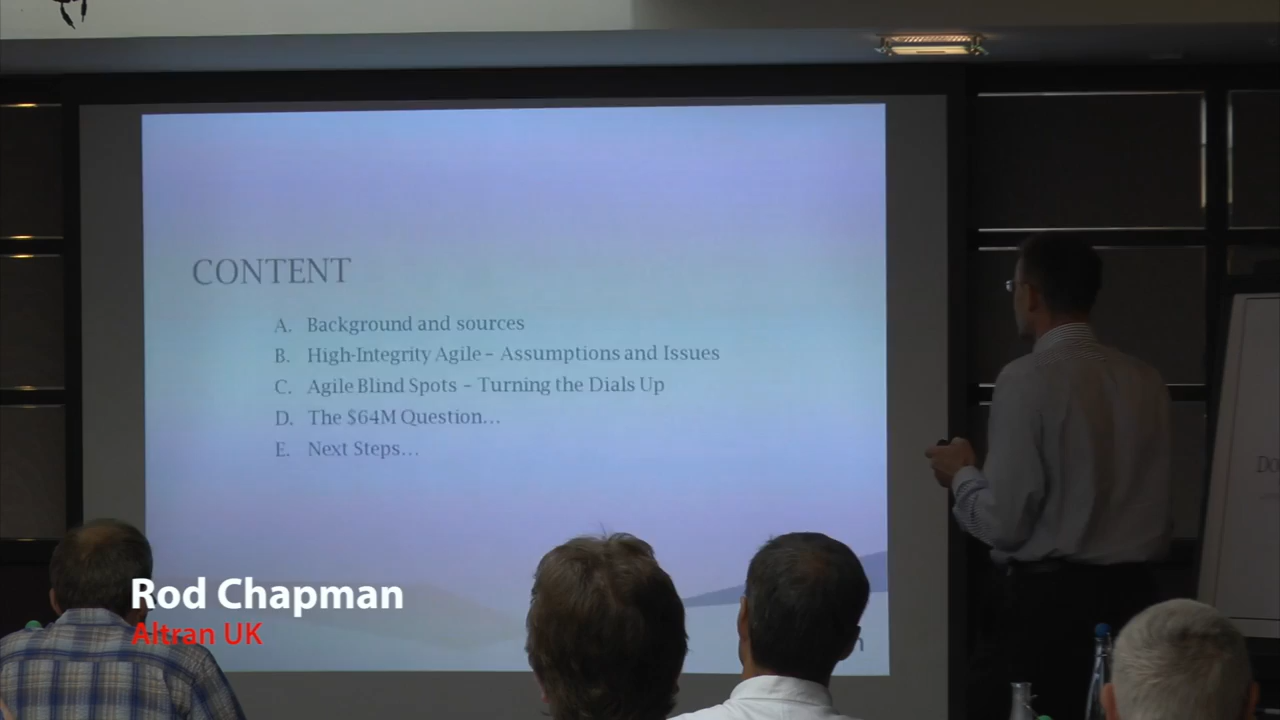 CONTENT
A. Background and sources
B. High-Integrity Agile – Assumptions and Issues
C. Agile Blind Spots – Turning the Dials Up
D. The $64M Question…
E. Next Steps…
Rod Chapman
Altran UK